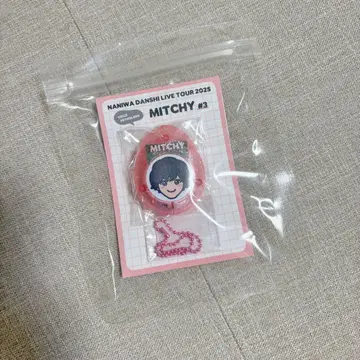 NANIWA DANSHI LIVE TOUR 2025
MITCHY #3
MITCHY